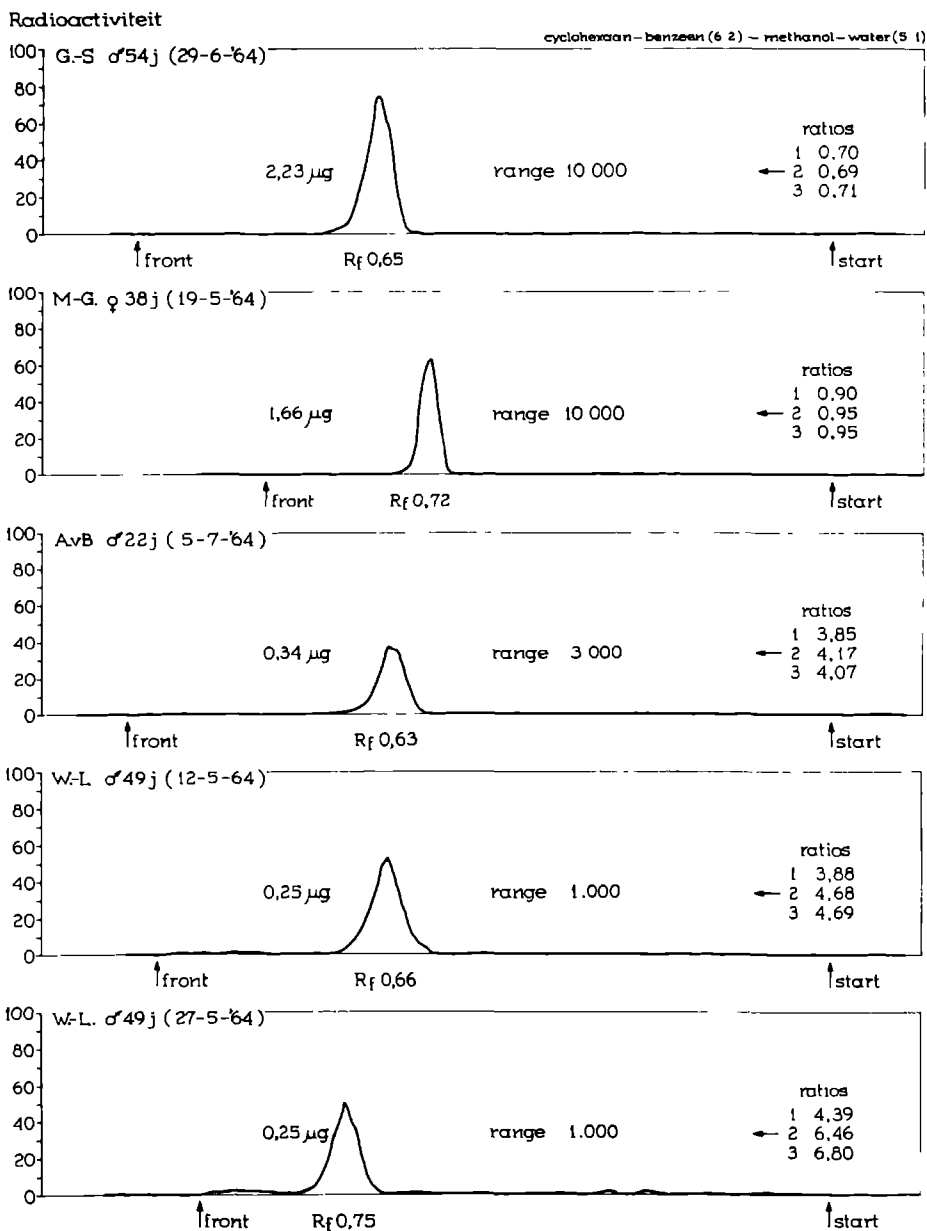 Radioactiviteit
cyclohexaan-benzeen (6 2) - methanol-water (5 1)
G.-S ♂ 54j (29-6-'64)
100
80
60
40
20
0
2,23 μg
range 10 000
ratios
1 0,70
← 2 0,69
3 0,71
↑front
Rf 0,65
↑start
M-G. ♀ 38j (19-5-'64)
100
80
60
40
20
0
1,66 μg
range 10 000
ratios
1 0,90
← 2 0,95
3 0,95
↑front
Rf 0,72
↑start
A.v.B ♂ 22j (5-7-'64)
100
80
60
40
20
0
0,34 μg
range 3 000
ratios
1 3,85
← 2 4,17
3 4,07
↑front
Rf 0,63
↑start
W.-L. ♂ 49j (12-5-64)
100
80
60
40
20
0
0,25 μg
range 1.000
ratios
1 3,88
← 2 4,68
3 4,69
↑front
Rf 0,66
↑start
W.-L. ♂ 49j (27-5-'64)
100
80
60
40
20
0
0,25 μg
range 1.000
ratios
1 4,39
← 2 6,46
3 6,80
↑front
Rf 0,75
↑start